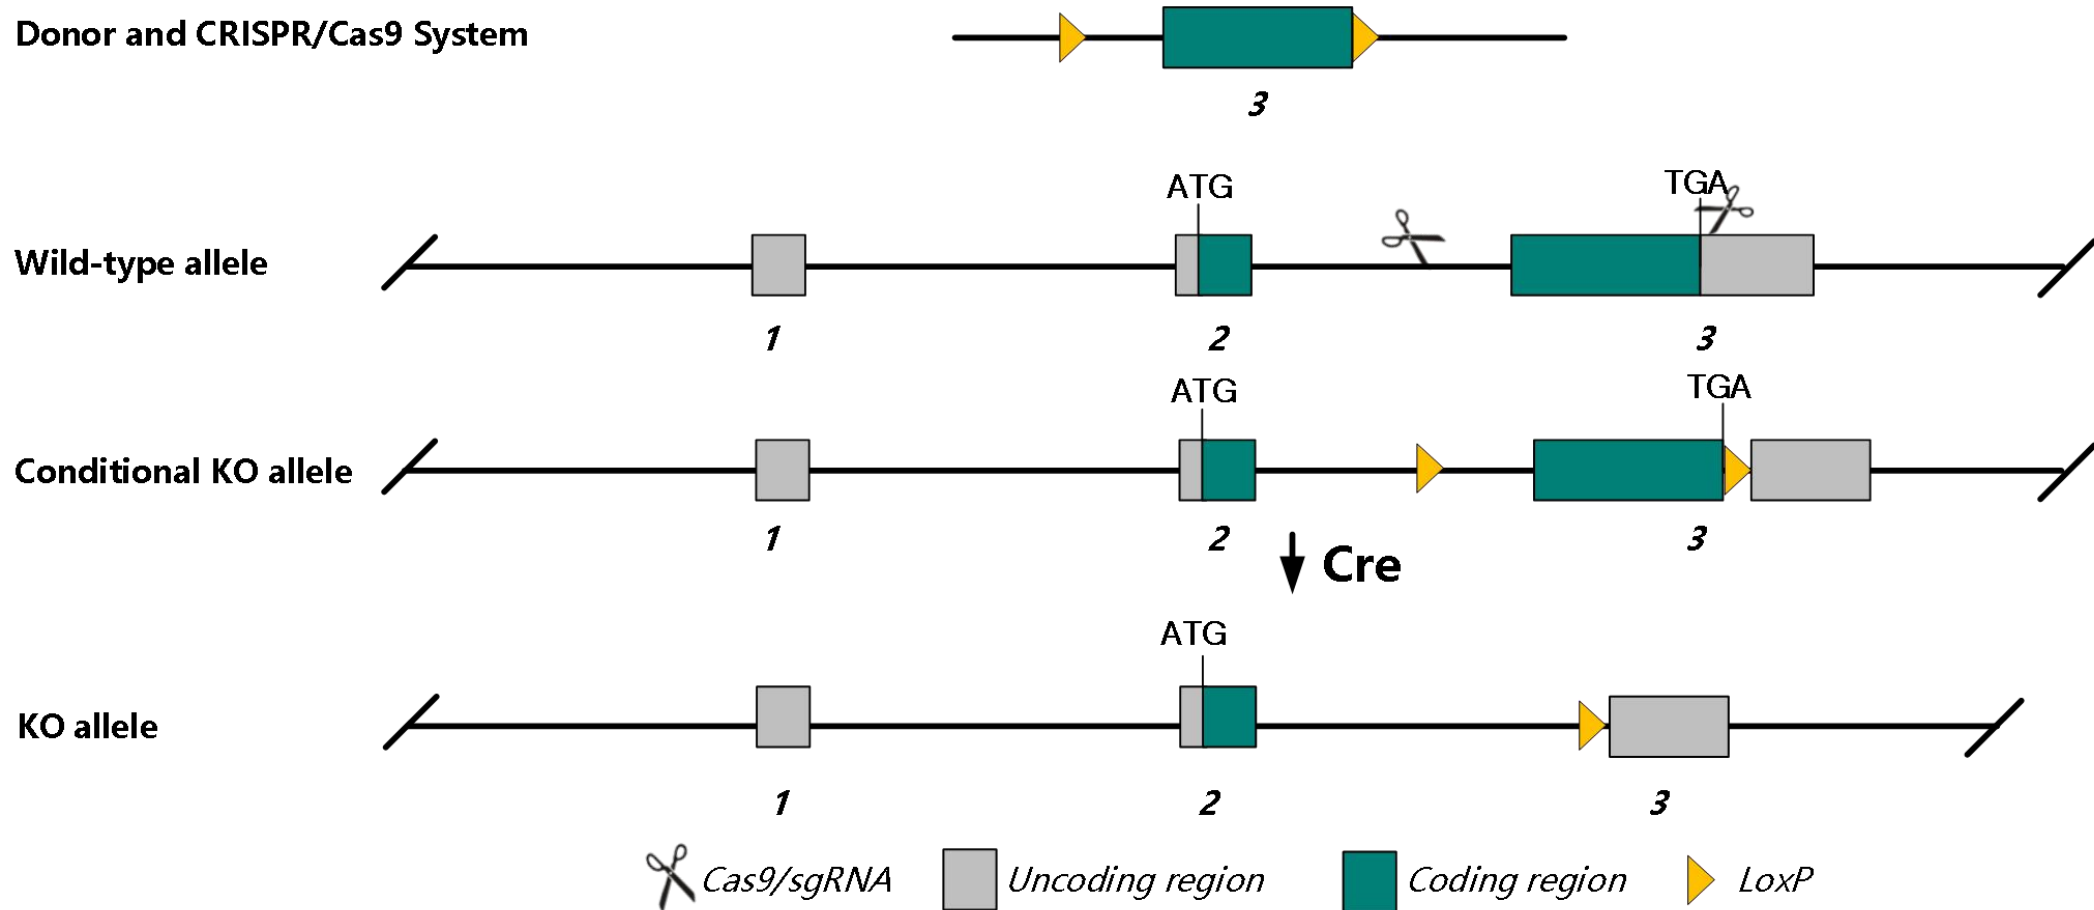 Donor and CRISPR/Cas9 System
3
ATG TGA
Wild-type allele
1 2 3
ATG TGA
Conditional KO allele
1 2 3
Cre
ATG
KO allele
1 2 3
Cas9/sgRNA Uncoding region Coding region LoxP